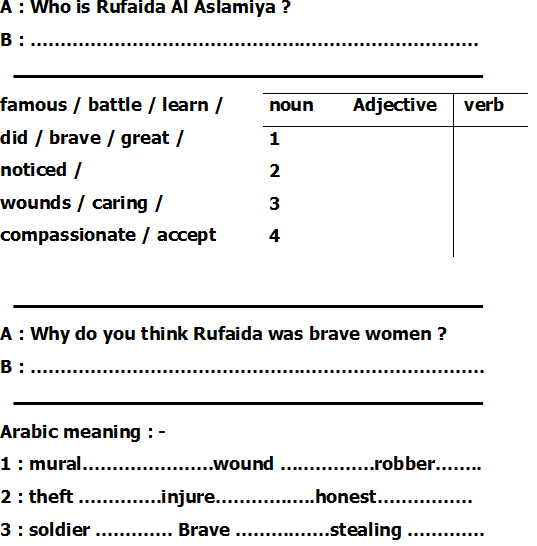 A : Who is Rufaida Al Aslamiya ?
B : ……………………………………………………………………
famous / battle / learn /
did / brave / great /
noticed /
wounds / caring /
compassionate / accept
noun Adjective verb
1
2
3
4
A : Why do you think Rufaida was brave women ?
B : ……………………………………………………………………
Arabic meaning : -
1 : mural…………………wound ……………robber……..
2 : theft ………….injure……………..honest……………
3 : soldier ………… Brave ……………stealing ………….